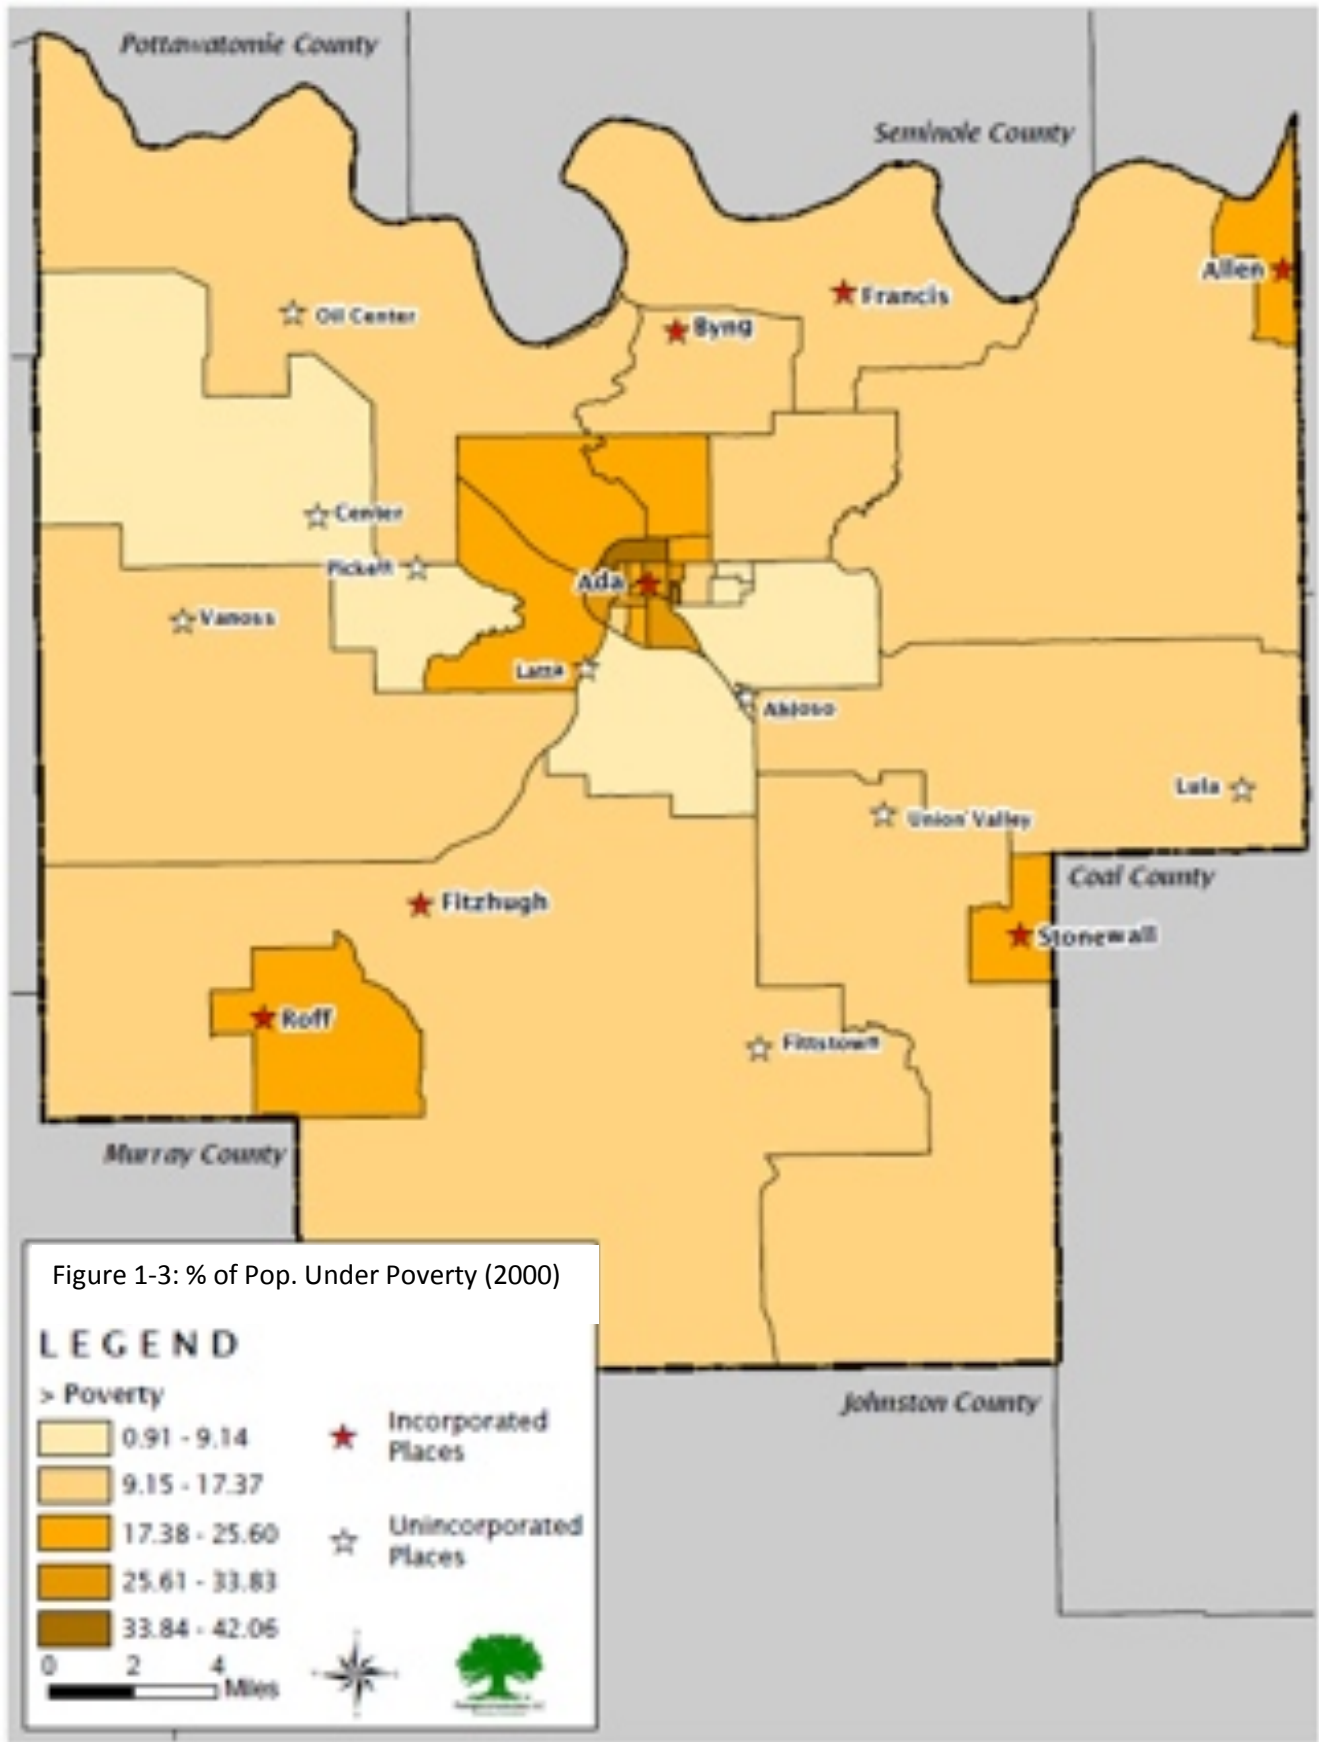 Pottawatomie County
Seminole County
Allen
Francis
Oil Center
Byng
Center
Pickett
Ada
Vanoss
Latta
Ahloso
Lula
Union Valley
Coal County
Fitzhugh
Stonewall
Roff
Fittstown
Murray County
Figure 1-3: % of Pop. Under Poverty (2000)
LEGEND
> Poverty
0.91 - 9.14
9.15 - 17.37
17.38 - 25.60
25.61 - 33.83
33.84 - 42.06
Incorporated
Places
Unincorporated
Places
0 2 4
Miles
Johnston County